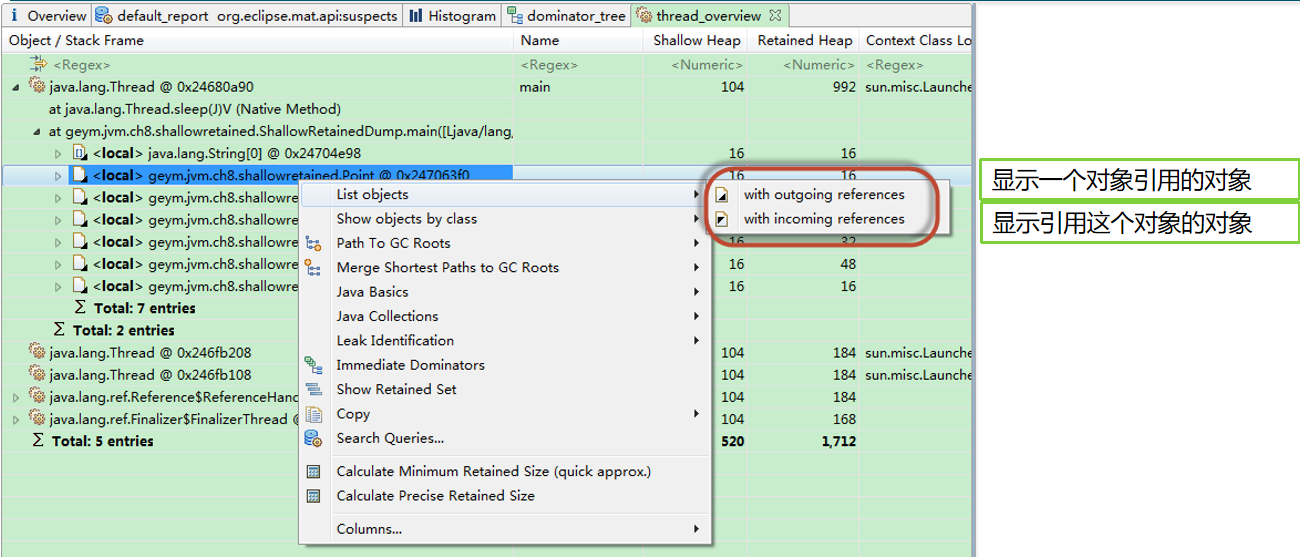 i Overview default_report org.eclipse.mat.api:suspects Histogram dominator_tree thread_overview
Object / Stack Frame Name Shallow Heap Retained Heap Context Class Lo
<Regex> <Regex> <Numeric> <Numeric> <Regex>
java.lang.Thread @ 0x24680a90 main 104 992 sun.misc.Launche
at java.lang.Thread.sleep(J)V (Native Method)
at geym.jvm.ch8.shallowretained.ShallowRetainedDump.main([Ljava/lang,
<local> java.lang.String[0] @ 0x24704e98 16 16
<local> geym.jvm.ch8.shallowretained.Point @ 0x247063f0 16 16
<local> geym.jvm.ch8.shallowre
<local> geym.jvm.ch8.shallowre
<local> geym.jvm.ch8.shallowre 16 32
<local> geym.jvm.ch8.shallowre 16 48
<local> geym.jvm.ch8.shallowre 16 16
Σ Total: 7 entries
Σ Total: 2 entries
java.lang.Thread @ 0x246fb208 104 184 sun.misc.Launche
java.lang.Thread @ 0x246fb108 104 184 sun.misc.Launche
java.lang.ref.Reference$ReferenceHand 104 184
java.lang.ref.Finalizer$FinalizerThread @ 104 168
Σ Total: 5 entries 520 1,712
List objects
Show objects by class
Path To GC Roots
Merge Shortest Paths to GC Roots
Java Basics
Java Collections
Leak Identification
Immediate Dominators
Show Retained Set
Copy
Search Queries...
Calculate Minimum Retained Size (quick approx.)
Calculate Precise Retained Size
Columns...
with outgoing references
with incoming references
显示一个对象引用的对象
显示引用这个对象的对象